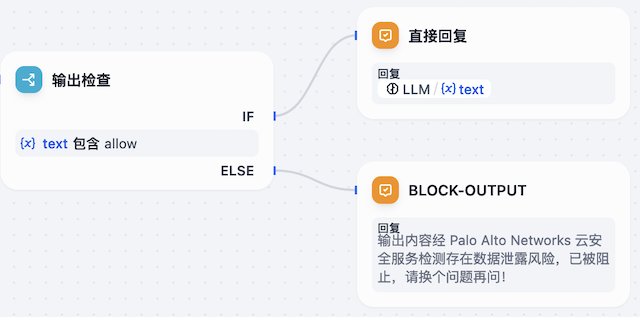 输出检查
IF
{x} text 包含 allow
ELSE
直接回复
回复
LLM / {x} text
BLOCK-OUTPUT
回复
输出内容经 Palo Alto Networks 云安
全服务检测存在数据泄露风险，已被阻
止，请换个问题再问！